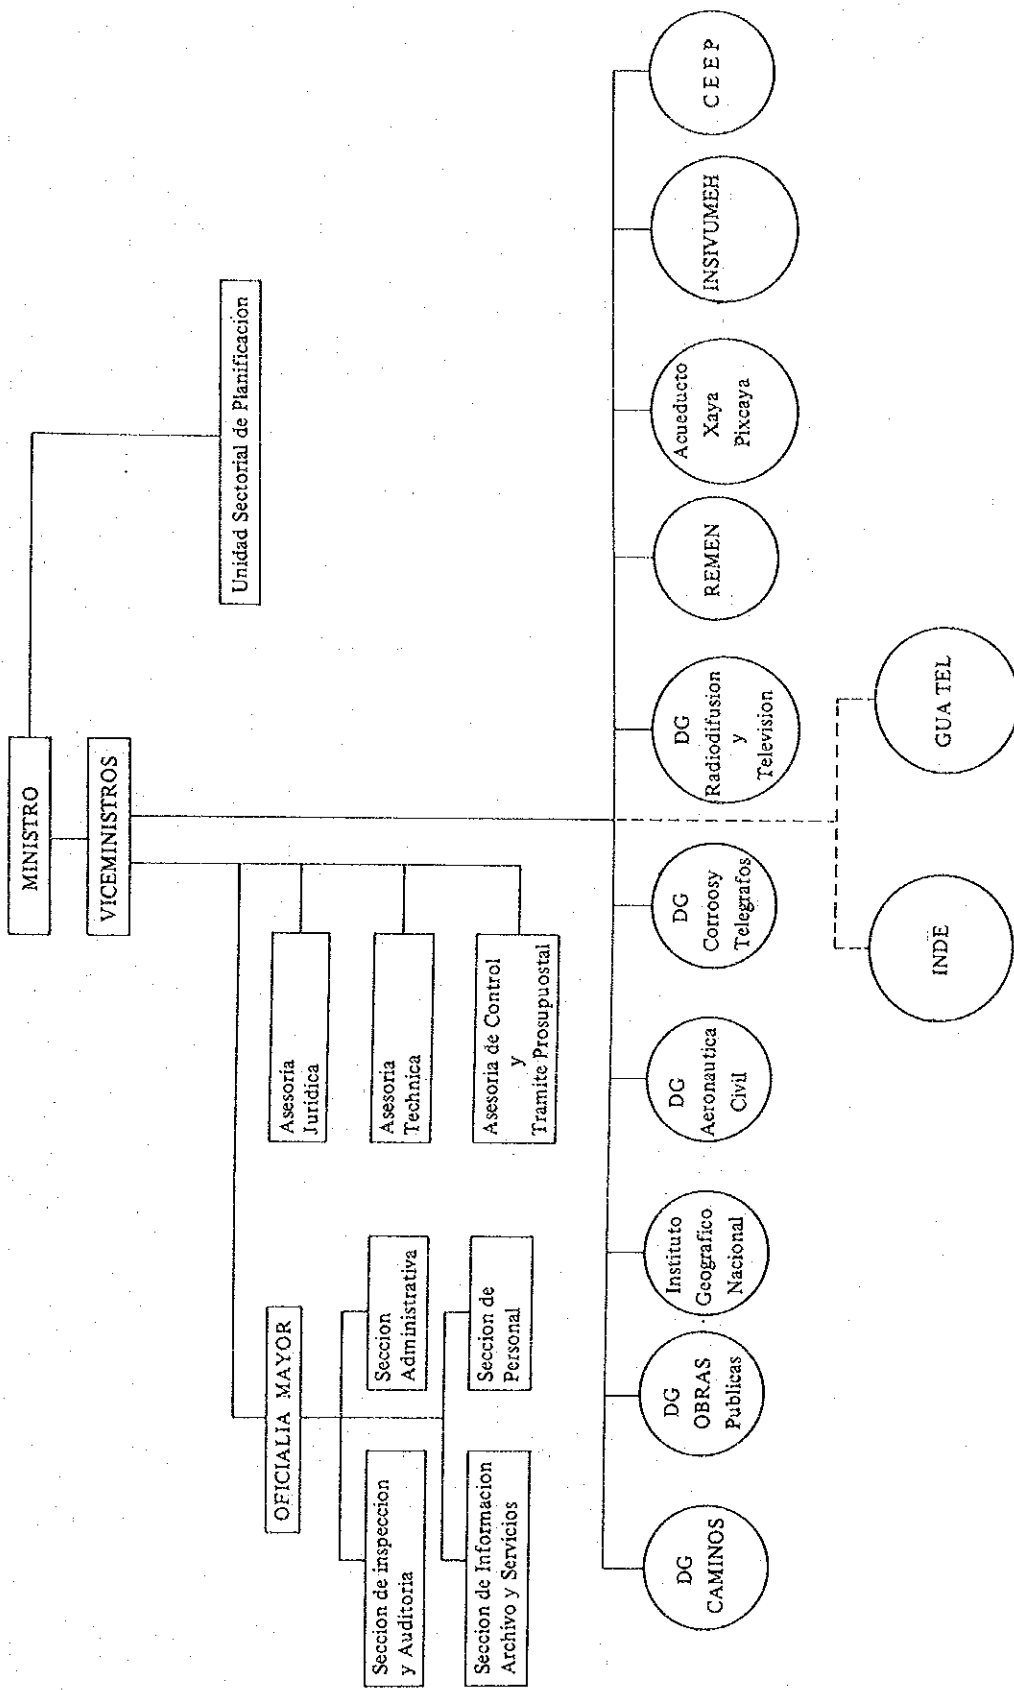 MINISTRO
VICEMINISTROS
Unidad Sectorial de Planificacion
OFICIALIA MAYOR
Asesoria
Juridica
Asesoria
Technica
Asesoria de Control
y
Tramite Prosupuostal
Seccion de inspeccion
y Auditoria
Seccion
Administrativa
Seccion de Informacion
Archivo y Servicios
Seccion de
Personal
DG
CAMINOS
DG
OBRAS
Publicas
Instituto
Geografico
Nacional
DG
Aeronautica
Civil
DG
Corroosy
Telegrafos
DG
Radiodifusion
y
Television
REMEN
Acueducto
Xaya
Pixcaya
INSIVUMEH
CEEP
INDE
GUA TEL